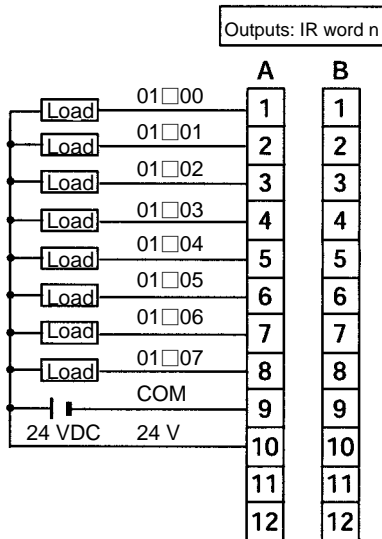 Outputs: IR word n
A B
01□00
Load 1 1
01□01
Load 2 2
01□02
Load 3 3
01□03
Load 4 4
01□04
Load 5 5
01□05
Load 6 6
01□06
Load 7 7
01□07
Load 8 8
COM
9 9
24 VDC 24 V
10 10
11 11
12 12